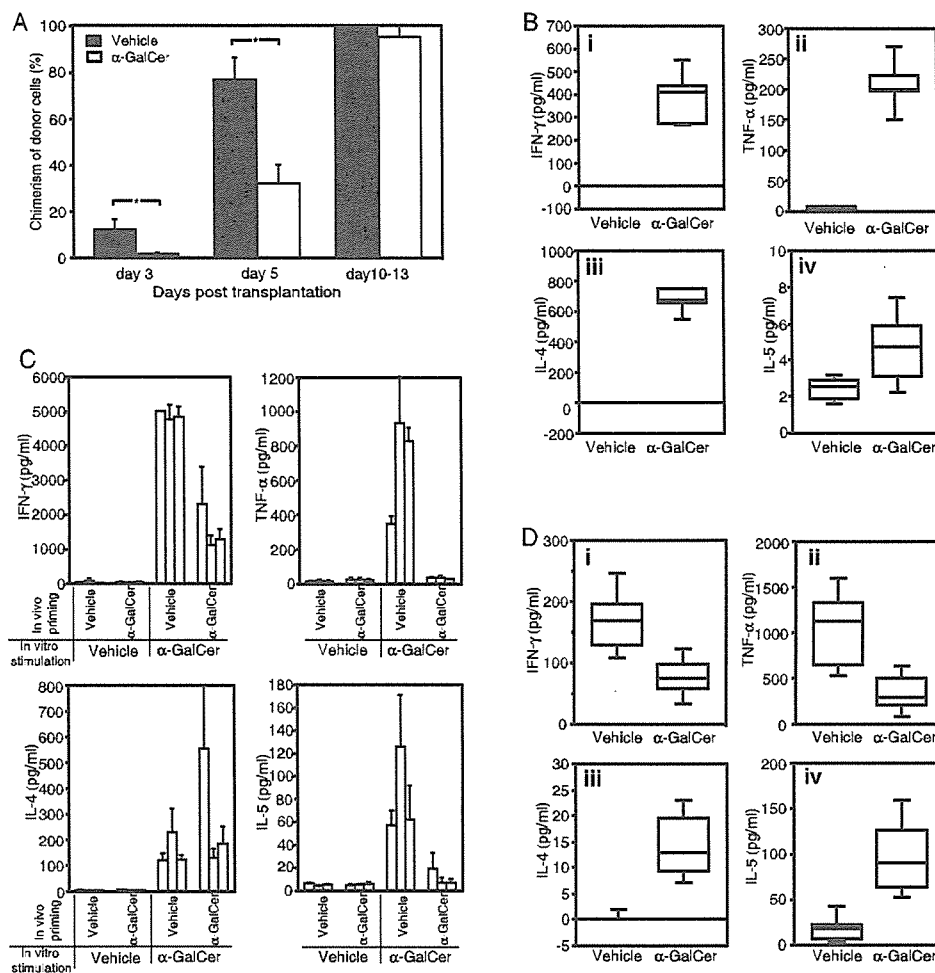 A
Chimerism of donor cells (%)
100
80
60
40
20
0
Vehicle
α-GalCer
*
*
day 3
day 5
day10-13
Days post transplantation
B
i
IFN-γ (pg/ml)
700
600
500
400
300
200
100
0
-100
Vehicle α-GalCer
ii
TNF-α (pg/ml)
300
250
200
150
100
50
0
Vehicle α-GalCer
iii
IL-4 (pg/ml)
1000
800
600
400
200
0
-200
Vehicle α-GalCer
iv
IL-5 (pg/ml)
10
8
6
4
2
0
Vehicle α-GalCer
C
IFN-γ (pg/ml)
6000
5000
4000
3000
2000
1000
0
In vivo priming
Vehicle
α-GalCer
Vehicle
α-GalCer
In vitro stimulation
Vehicle
α-GalCer
TNF-α (pg/ml)
1200
1000
800
600
400
200
0
Vehicle
α-GalCer
Vehicle
α-GalCer
Vehicle
α-GalCer
IL-4 (pg/ml)
800
700
600
500
400
300
200
100
0
In vivo priming
Vehicle
α-GalCer
Vehicle
α-GalCer
In vitro stimulation
Vehicle
α-GalCer
IL-5 (pg/ml)
180
160
140
120
100
80
60
40
20
0
Vehicle
α-GalCer
Vehicle
α-GalCer
Vehicle
α-GalCer
D
i
IFN-γ (pg/ml)
300
200
100
0
Vehicle α-GalCer
ii
TNF-α (pg/ml)
2000
1500
1000
500
0
Vehicle α-GalCer
iii
IL-4 (pg/ml)
30
25
20
15
10
5
0
-5
Vehicle α-GalCer
iv
IL-5 (pg/ml)
200
150
100
50
0
Vehicle α-GalCer